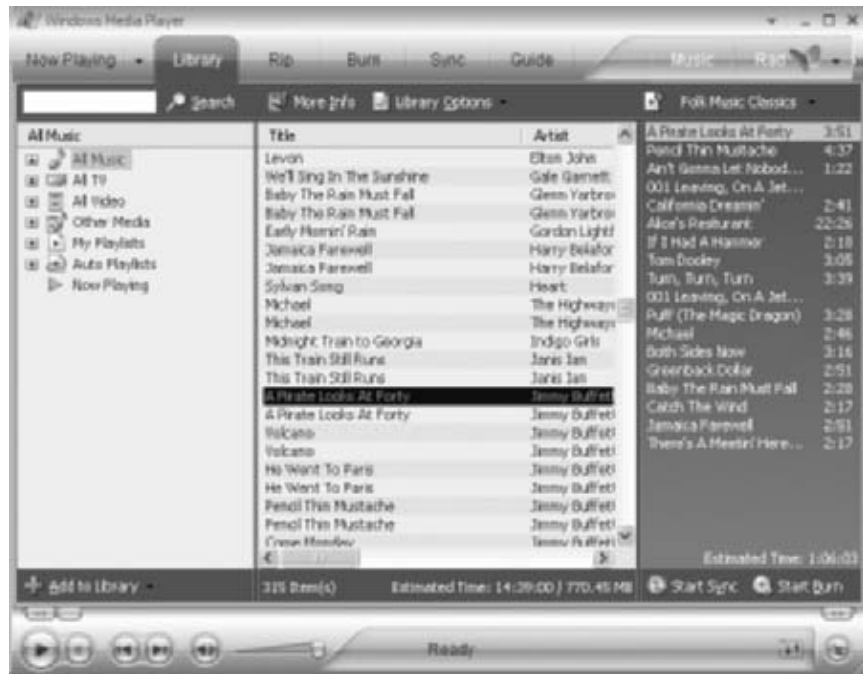 Windows Media Player
Now Playing Library Rip Burn Sync Guide Music
Search More Info Library Options Folk Music Classics
All Music
All Music
All TV
All Video
Other Media
My Playlists
Auto Playlists
Now Playing
Add to Library
Title Artist
Levon Elton John
We'll Sing In The Sunshine Gale Garnett
Baby The Rain Must Fall Glenn Yarbro
Baby The Rain Must Fall Glenn Yarbro
Early Mornin' Rain Gordon Lightf
Jamaica Farewell Harry Belafor
Jamaica Farewell Harry Belafor
Sylvan Song Heart
Michael The Highway
Michael The Highway
Midnight Train to Georgia Indigo Girls
This Train Still Runs Janis Ian
This Train Still Runs Janis Ian
A Pirate Looks At Forty Jimmy Buffett
A Pirate Looks At Forty Jimmy Buffett
Volcano Jimmy Buffett
Volcano Jimmy Buffett
He Went To Paris Jimmy Buffett
He Went To Paris Jimmy Buffett
Pencil Thin Mustache Jimmy Buffett
Pencil Thin Mustache Jimmy Buffett
Come Monday Jimmy Buffett
315 Item(s) Estimated Time: 14:39:00 / 770.45 MB
A Pirate Looks At Forty 3:51
Pencil Thin Mustache 4:37
Ain't Gonna Let Nobod... 1:22
001 Leaving, On A Jet...
California Dreamin' 2:41
Alice's Resturant 22:26
If I Had A Hammer 2:18
Tom Dooley 3:05
Turn, Turn, Turn 3:39
001 Leaving, On A Jet...
Puff (The Magic Dragon) 3:28
Michael 2:46
Both Sides Now 3:16
Greenback Dollar 2:51
Baby The Rain Must Fall 2:28
Catch The Wind 2:17
Jamaica Farewell 2:51
There's A Meetin' Here... 2:17
Estimated Time: 1:06:03
Start Sync Start Burn
Ready